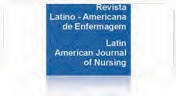 Revista
Latino - Americana
de Enfermagem
Latin
American Journal
of Nursing